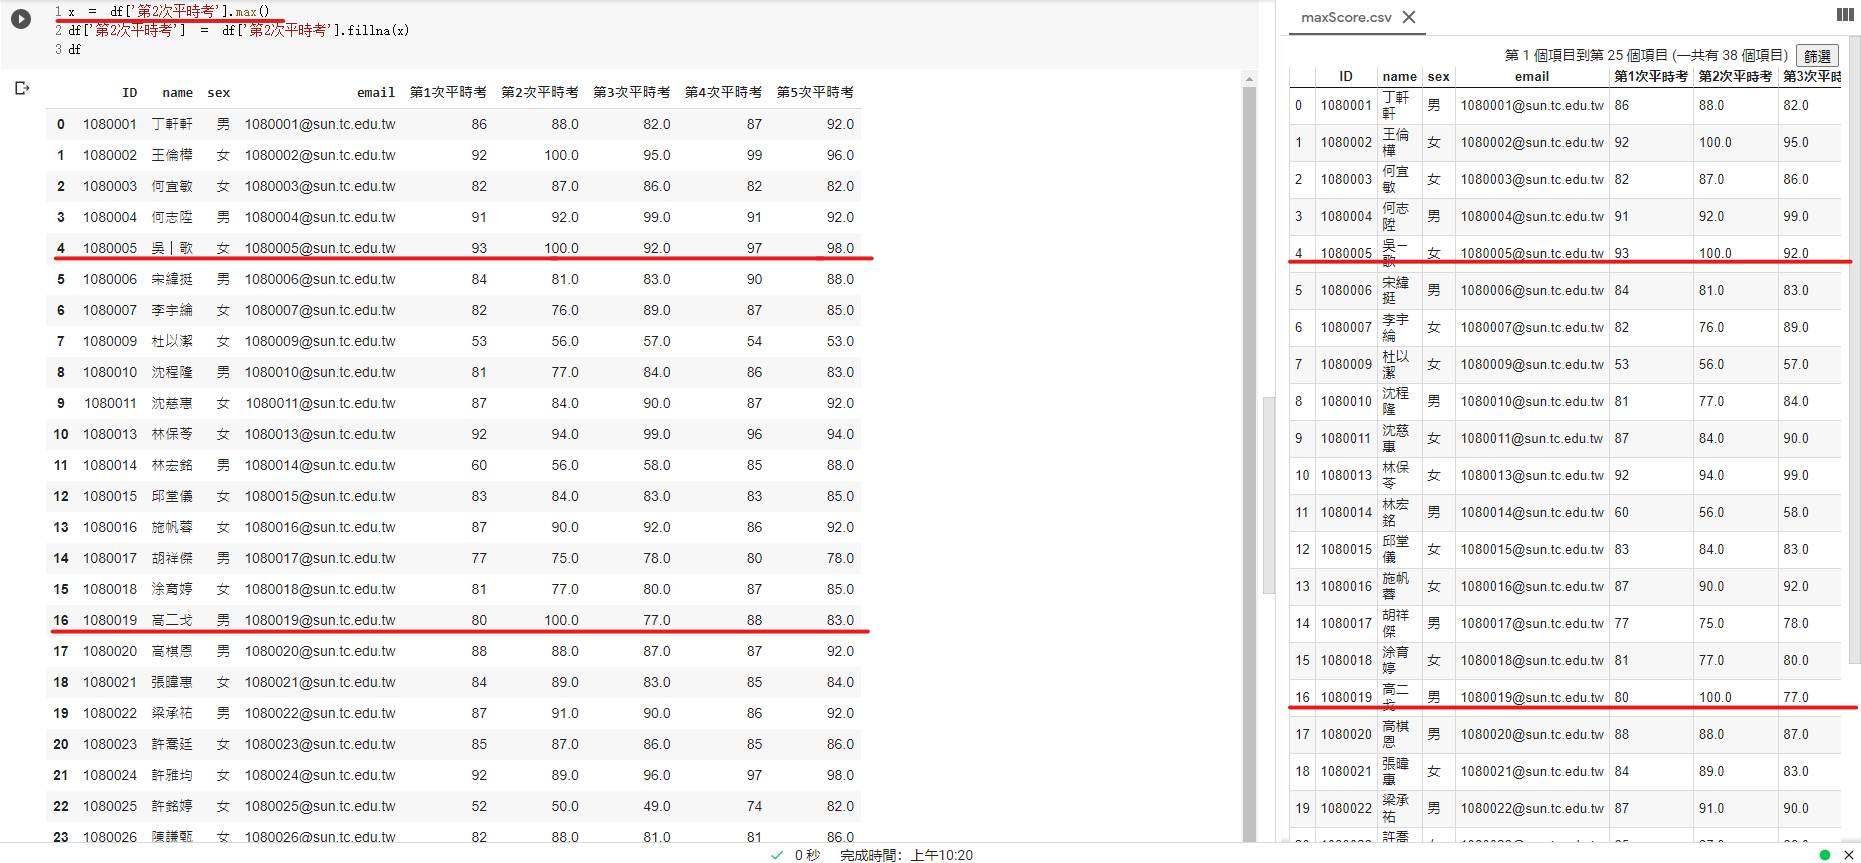 1 x = df['第2次平時考'].max()
2 df['第2次平時考'] = df['第2次平時考'].fillna(x)
3 df
ID name sex email 第1次平時考 第2次平時考 第3次平時考 第4次平時考 第5次平時考
0 1080001 丁軒軒 男 1080001@sun.tc.edu.tw 86 88.0 82.0 87 92.0
1 1080002 王倫樺 女 1080002@sun.tc.edu.tw 92 100.0 95.0 99 96.0
2 1080003 何宜敏 女 1080003@sun.tc.edu.tw 82 87.0 86.0 82 82.0
3 1080004 何志陞 男 1080004@sun.tc.edu.tw 91 92.0 99.0 91 92.0
4 1080005 吳｜歌 女 1080005@sun.tc.edu.tw 93 100.0 92.0 97 98.0
5 1080006 宋緯挺 男 1080006@sun.tc.edu.tw 84 81.0 83.0 90 88.0
6 1080007 李宇綸 女 1080007@sun.tc.edu.tw 82 76.0 89.0 87 85.0
7 1080009 杜以潔 女 1080009@sun.tc.edu.tw 53 56.0 57.0 54 53.0
8 1080010 沈程隆 男 1080010@sun.tc.edu.tw 81 77.0 84.0 86 83.0
9 1080011 沈慈惠 女 1080011@sun.tc.edu.tw 87 84.0 90.0 87 92.0
10 1080013 林保苓 女 1080013@sun.tc.edu.tw 92 94.0 99.0 96 94.0
11 1080014 林宏銘 男 1080014@sun.tc.edu.tw 60 56.0 58.0 85 88.0
12 1080015 邱堂儀 女 1080015@sun.tc.edu.tw 83 84.0 83.0 83 85.0
13 1080016 施帆蓉 女 1080016@sun.tc.edu.tw 87 90.0 92.0 86 92.0
14 1080017 胡祥傑 男 1080017@sun.tc.edu.tw 77 75.0 78.0 80 78.0
15 1080018 涂育婷 女 1080018@sun.tc.edu.tw 81 77.0 80.0 87 85.0
16 1080019 高二戈 男 1080019@sun.tc.edu.tw 80 100.0 77.0 88 83.0
17 1080020 高棋恩 男 1080020@sun.tc.edu.tw 88 88.0 87.0 87 92.0
18 1080021 張暐惠 女 1080021@sun.tc.edu.tw 84 89.0 83.0 85 84.0
19 1080022 梁承祐 男 1080022@sun.tc.edu.tw 87 91.0 90.0 86 92.0
20 1080023 許喬廷 女 1080023@sun.tc.edu.tw 85 87.0 86.0 85 86.0
21 1080024 許雅均 女 1080024@sun.tc.edu.tw 92 89.0 96.0 97 98.0
22 1080025 許銘婷 女 1080025@sun.tc.edu.tw 52 50.0 49.0 74 82.0
23 1080026 陳謙甄 女 1080026@sun.tc.edu.tw 82 88.0 81.0 81 86.0
maxScore.csv
第 1 個項目到第 25 個項目 (一共有 38 個項目) 篩選
ID name sex email 第1次平時考 第2次平時考 第3次平時
0 1080001 丁軒軒 男 1080001@sun.tc.edu.tw 86 88.0 82.0
1 1080002 王倫樺 女 1080002@sun.tc.edu.tw 92 100.0 95.0
2 1080003 何宜敏 女 1080003@sun.tc.edu.tw 82 87.0 86.0
3 1080004 何志陞 男 1080004@sun.tc.edu.tw 91 92.0 99.0
4 1080005 吳ㄧ歌 女 1080005@sun.tc.edu.tw 93 100.0 92.0
5 1080006 宋緯挺 男 1080006@sun.tc.edu.tw 84 81.0 83.0
6 1080007 李宇綸 女 1080007@sun.tc.edu.tw 82 76.0 89.0
7 1080009 杜以潔 女 1080009@sun.tc.edu.tw 53 56.0 57.0
8 1080010 沈程隆 男 1080010@sun.tc.edu.tw 81 77.0 84.0
9 1080011 沈慈惠 女 1080011@sun.tc.edu.tw 87 84.0 90.0
10 1080013 林保苓 女 1080013@sun.tc.edu.tw 92 94.0 99.0
11 1080014 林宏銘 男 1080014@sun.tc.edu.tw 60 56.0 58.0
12 1080015 邱堂儀 女 1080015@sun.tc.edu.tw 83 84.0 83.0
13 1080016 施帆蓉 女 1080016@sun.tc.edu.tw 87 90.0 92.0
14 1080017 胡祥傑 男 1080017@sun.tc.edu.tw 77 75.0 78.0
15 1080018 涂育婷 女 1080018@sun.tc.edu.tw 81 77.0 80.0
16 1080019 高二戈 男 1080019@sun.tc.edu.tw 80 100.0 77.0
17 1080020 高棋恩 男 1080020@sun.tc.edu.tw 88 88.0 87.0
18 1080021 張暐惠 女 1080021@sun.tc.edu.tw 84 89.0 83.0
19 1080022 梁承祐 男 1080022@sun.tc.edu.tw 87 91.0 90.0
許喬
0 秒 完成時間：上午10:20